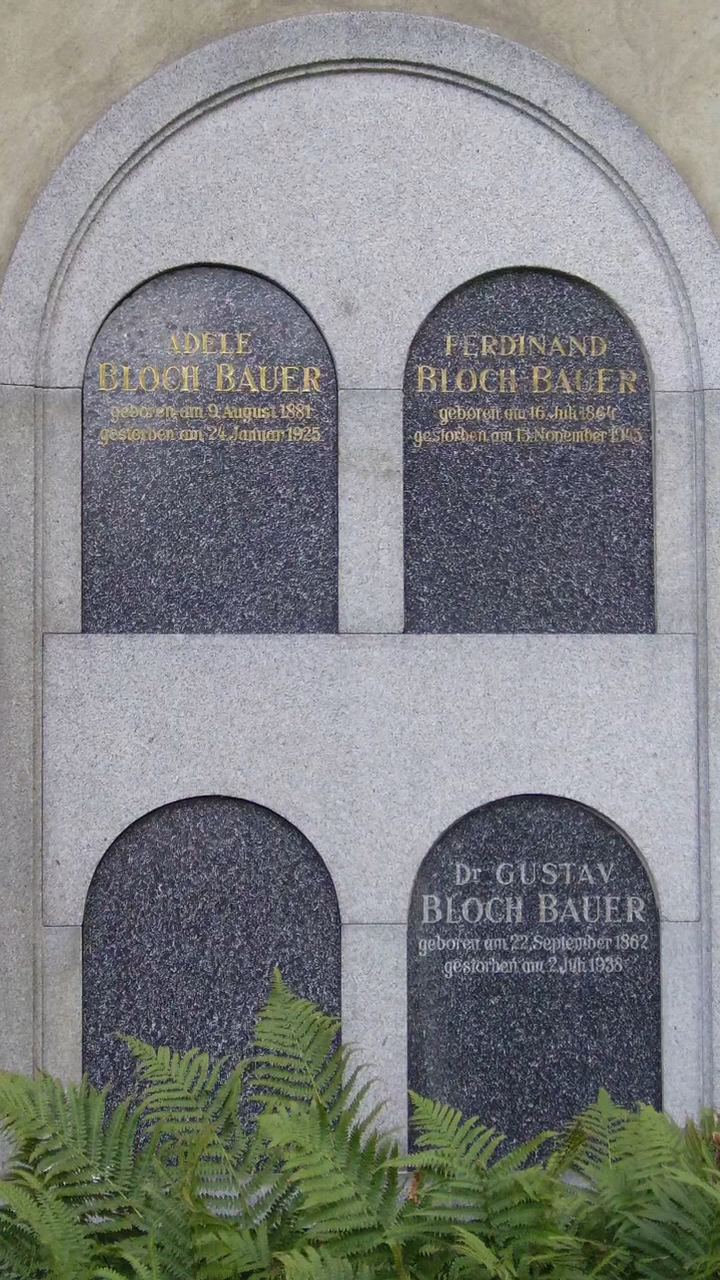 ADELE
BLOCH BAUER
geboren am 9. August 1881
gestorben am 24. Januar 1925
FERDINAND
BLOCH-BAUER
geboren am 16. Juli 1864
gestorben am 13. November 1945
Dr GUSTAV
BLOCH BAUER
geboren am 22. September 1862
gestorben am 2. Juli 1938